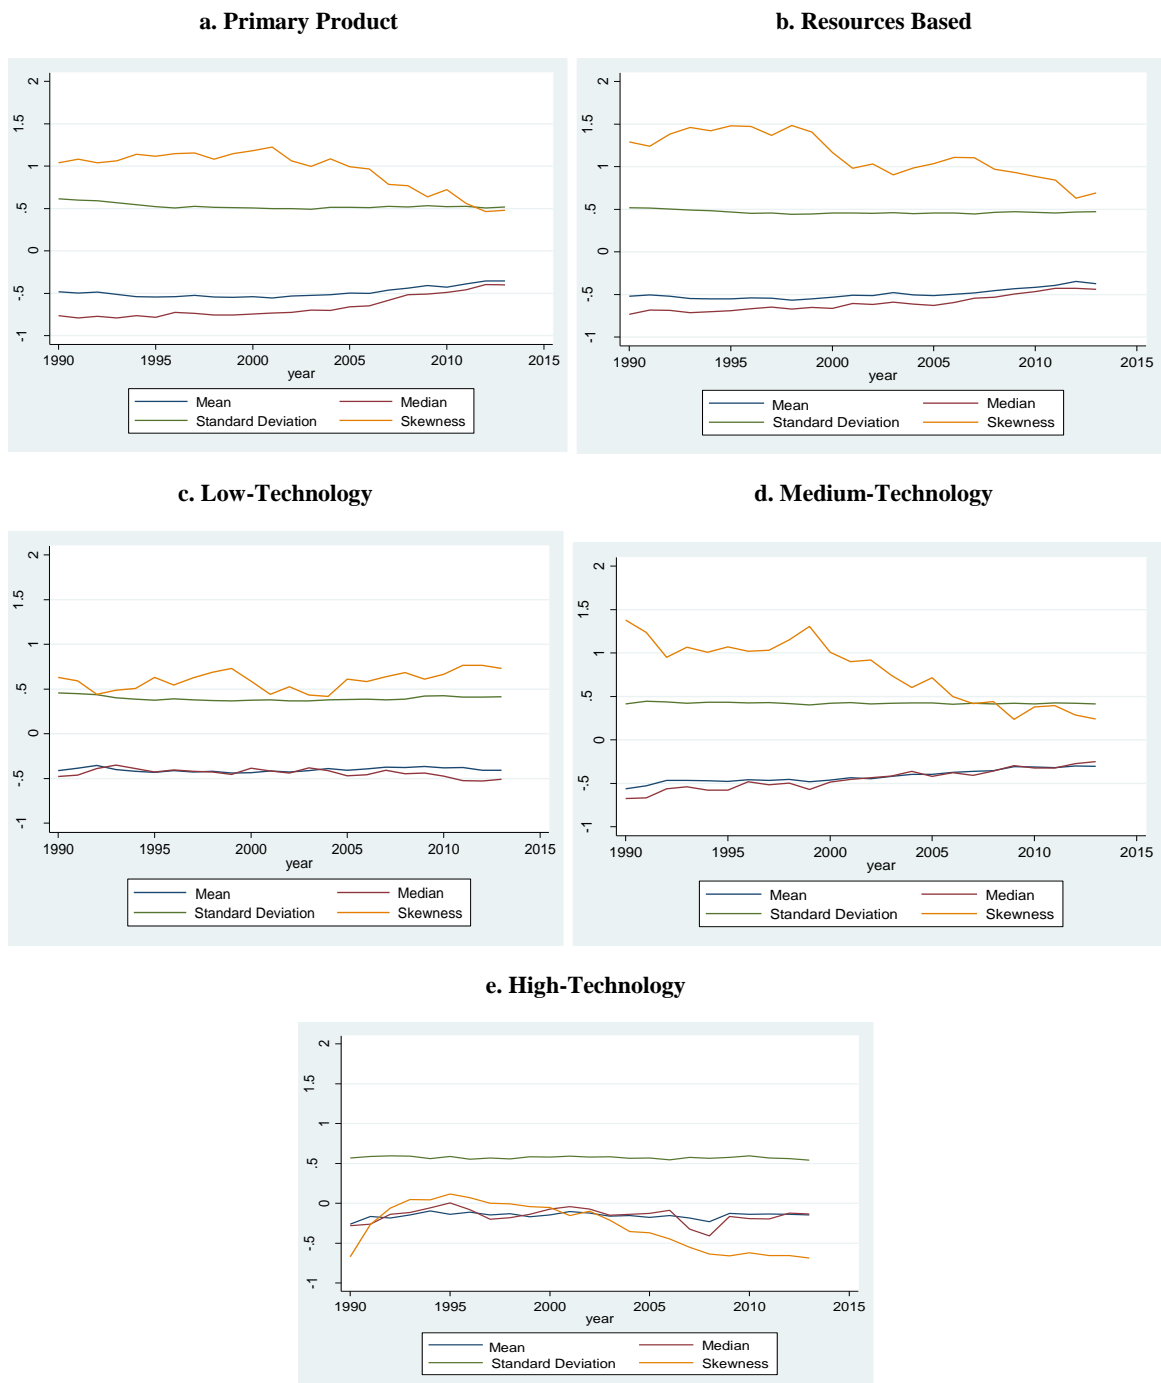 a. Primary Product
b. Resources Based
2
1.5
1
.5
0
-.5
-1
1990 1995 2000 2005 2010 2015
year
Mean Median
Standard Deviation Skewness
2
1.5
1
.5
0
-.5
-1
1990 1995 2000 2005 2010 2015
year
Mean Median
Standard Deviation Skewness
c. Low-Technology
d. Medium-Technology
2
1.5
1
.5
0
-.5
-1
1990 1995 2000 2005 2010 2015
year
Mean Median
Standard Deviation Skewness
2
1.5
1
.5
0
-.5
-1
1990 1995 2000 2005 2010 2015
year
Mean Median
Standard Deviation Skewness
e. High-Technology
2
1.5
1
.5
0
-.5
-1
1990 1995 2000 2005 2010 2015
year
Mean Median
Standard Deviation Skewness